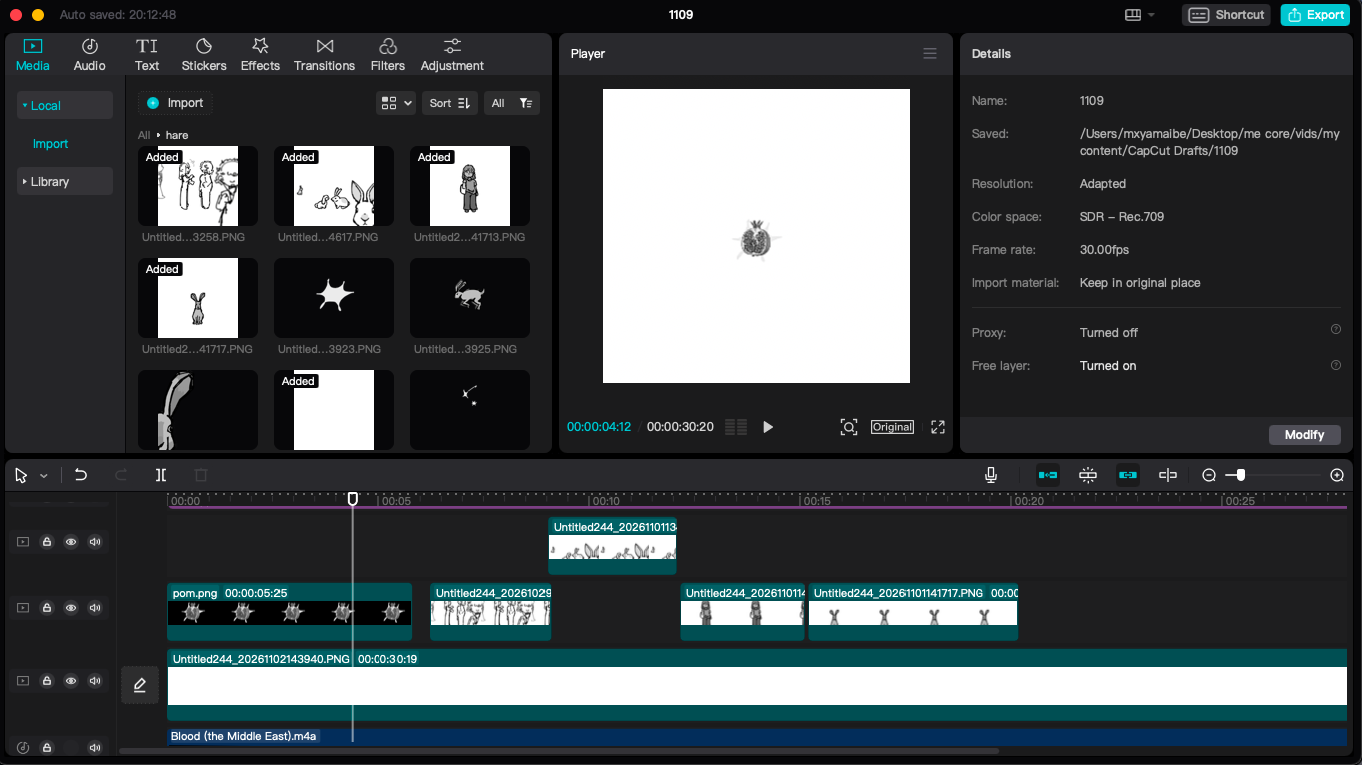 Auto saved: 20:12:48
1109
Shortcut
Export
Media
Audio
TI
Text
Stickers
Effects
Transitions
Filters
Adjustment
Local
Import
Library
Import
Sort
All
All
hare
Added
Untitled...3258.PNG
Added
Untitled...4617.PNG
Added
Untitled2...41713.PNG
Added
Untitled2...41717.PNG
Untitled...3923.PNG
Untitled...3925.PNG
Added
Player
00:00:04:12 / 00:00:30:20
Original
Details
Name: 1109
Saved: /Users/mxyamaibe/Desktop/me core/vids/my
content/CapCut Drafts/1109
Resolution: Adapted
Color space: SDR – Rec.709
Frame rate: 30.00fps
Import material: Keep in original place
Proxy: Turned off
Free layer: Turned on
Modify
00:00
00:05
00:10
00:15
00:20
00:25
Untitled244_2026110113
pom.png 00:00:05:25
Untitled244_20261029
Untitled244_2026110114
Untitled244_20261101141717.PNG 00:00
Untitled244_20261102143940.PNG 00:00:30:19
Blood (the Middle East).m4a